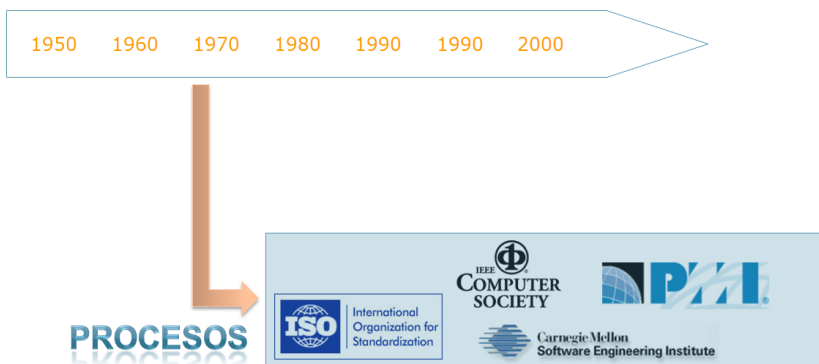 1950 1960 1970 1980 1990 1990 2000
IEEE
COMPUTER
SOCIETY
PMI
ISO
International
Organization for
Standardization
PROCESOS
Carnegie Mellon
Software Engineering Institute